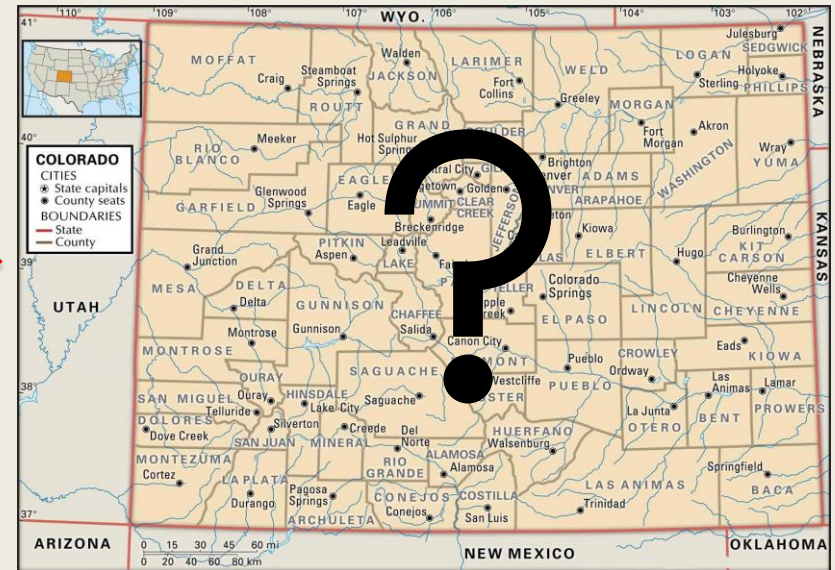 41° 109° 108° 107° WYO. 106° 105° 104° 103° 102° 41°
NEBRASKA
Julesburg
SEDGWICK
110°
MOFFAT
Craig
Steamboat
Springs
ROUTT
Walden
JACKSON
LARIMER
Fort
Collins
WELD
Greeley
LOGAN
Sterling
Holyoke
PHILLIPS
MORGAN
Fort
Morgan
Akron
WASHINGTON
Wray
YUMA
40°
RIO
BLANCO
Meeker
GRAND
Hot Sulphur
BOULDER
Brighton
ADAMS
ARAPAHOE
COLORADO
CITIES
State capitals
County seats
BOUNDARIES
State
County
GARFIELD
Glenwood
Springs
EAGLE
Eagle
Breckenridge
CLEAR
CREEK
Golden
JEFFERSON
Kiowa
ELBERT
Hugo
Burlington
KIT
CARSON
KANSAS
39°
MESA
Grand
Junction
PITKIN
Aspen
Leadville
LAKE
DELTA
Delta
GUNNISON
Gunnison
CHAFFEE
Salida
Colorado
Springs
EL PASO
LINCOLN
Cheyenne
Wells
CHEYENNE
UTAH
MONTROSE
Montrose
Canon City
Pueblo
PUEBLO
CROWLEY
Ordway
Eads
KIOWA
38°
SAN MIGUEL
Telluride
OURAY
Ouray
HINSDALE
Lake City
SAGUACHE
Saguache
Westcliffe
La Junta
OTERO
Las
Animas
BENT
Lamar
PROWERS
DOLORES
Dove Creek
SAN JUAN
Silverton
MINERAL
Creede
Del
Norte
RIO
GRANDE
ALAMOSA
Alamosa
HUERFANO
Walsenburg
MONTEZUMA
Cortez
LA PLATA
Durango
Pagosa
Springs
ARCHULETA
CONEJOS
Conejos
COSTILLA
San Luis
LAS ANIMAS
Trinidad
Springfield
BACA
37°
ARIZONA
0 15 30 45 60 mi
0 20 40 60 80 km
NEW MEXICO
OKLAHOMA
?